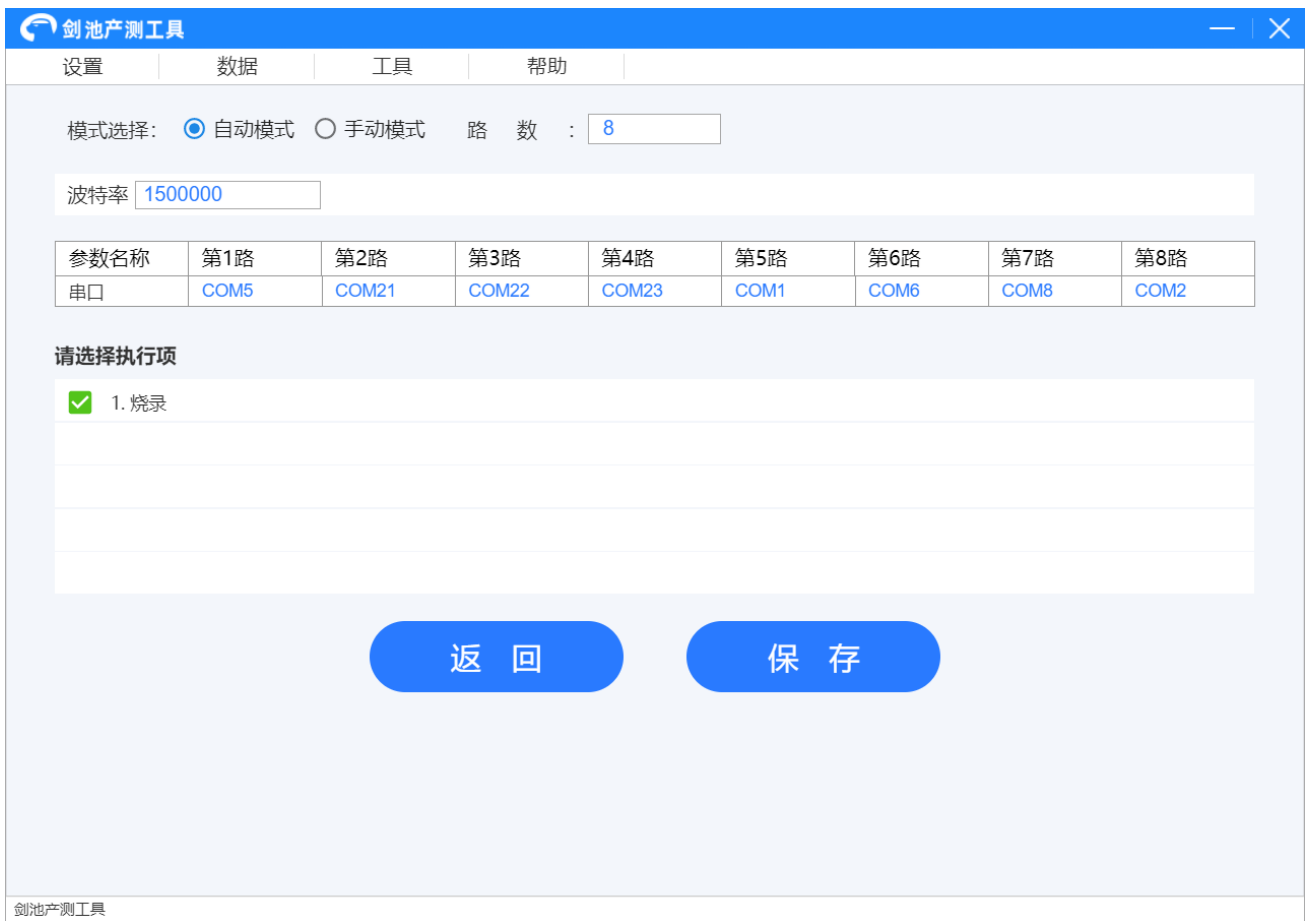 剑池产测工具
设置 数据 工具 帮助
模式选择： 自动模式 手动模式 路 数 : 8
波特率 1500000
参数名称 第1路 第2路 第3路 第4路 第5路 第6路 第7路 第8路
串口 COM5 COM21 COM22 COM23 COM1 COM6 COM8 COM2
请选择执行项
1. 烧录
返 回 保 存
剑池产测工具